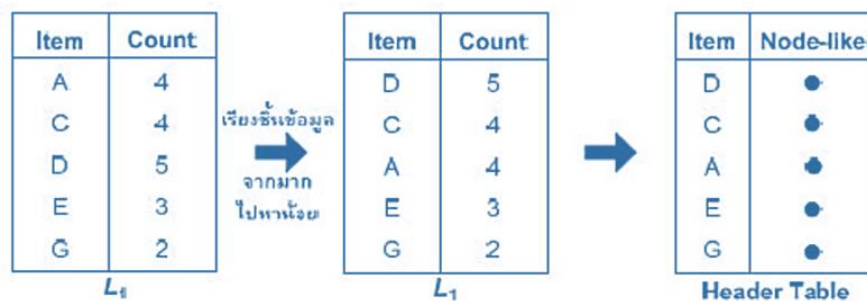 Item Count
A 4
C 4
D 5
E 3
G 2
L1
เรียงชิ้นข้อมูล
จากมาก
ไปหาน้อย
Item Count
D 5
C 4
A 4
E 3
G 2
L1
Item Node-like
D
C
A
E
G
Header Table